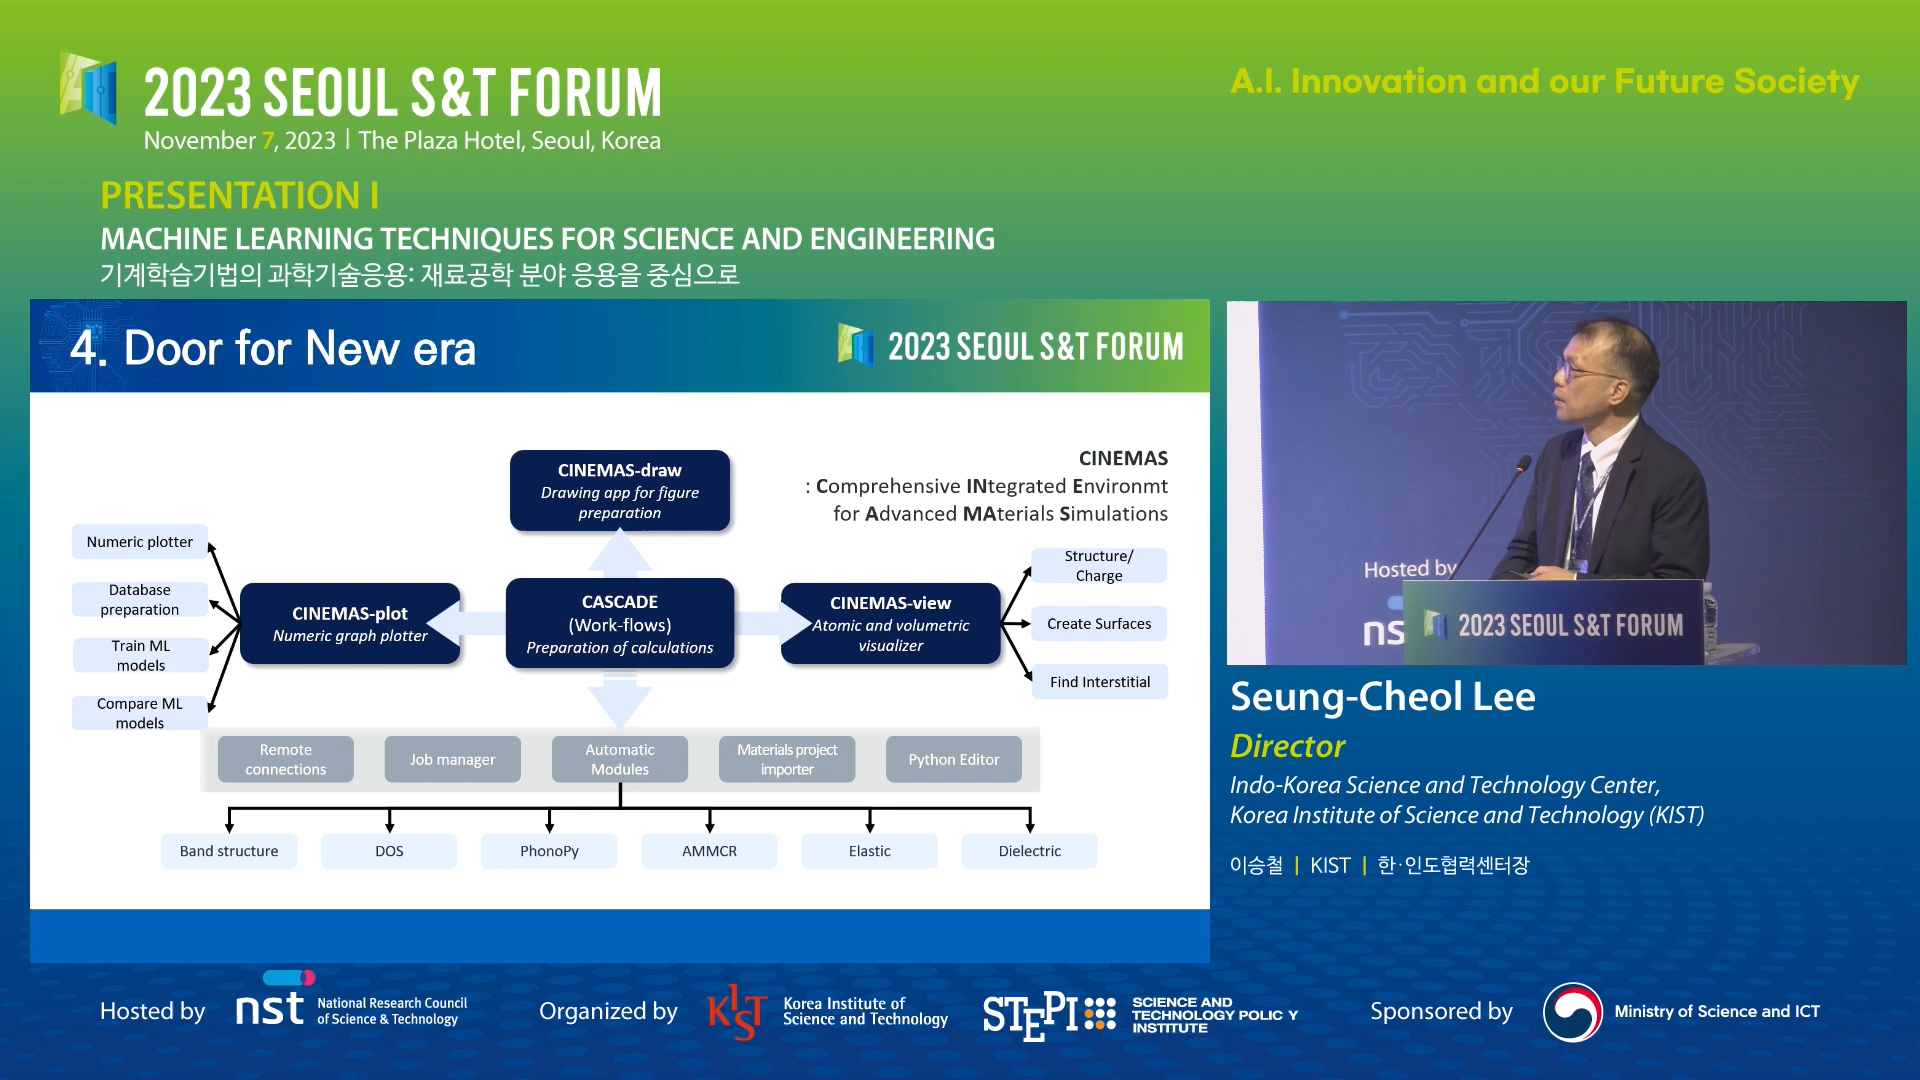 2023 SEOUL S&T FORUM
November 7, 2023 | The Plaza Hotel, Seoul, Korea
A.I. Innovation and our Future Society
PRESENTATION I
MACHINE LEARNING TECHNIQUES FOR SCIENCE AND ENGINEERING
기계학습기법의 과학기술응용: 재료공학 분야 응용을 중심으로
4. Door for New era
2023 SEOUL S&T FORUM
CINEMAS
: Comprehensive INtegrated Environmt
for Advanced MAterials Simulations
CINEMAS-draw
Drawing app for figure
preparation
Numeric plotter
Database
preparation
Train ML
models
Compare ML
models
CINEMAS-plot
Numeric graph plotter
CASCADE
(Work-flows)
Preparation of calculations
CINEMAS-view
Atomic and volumetric
visualizer
Structure/
Charge
Create Surfaces
Find Interstitial
Remote
connections
Job manager
Automatic
Modules
Materials project
importer
Python Editor
Band structure
DOS
PhonoPy
AMMCR
Elastic
Dielectric
Hosted by
ns
2023 SEOUL S&T FORUM
Seung-Cheol Lee
Director
Indo-Korea Science and Technology Center,
Korea Institute of Science and Technology (KIST)
이승철 | KIST | 한·인도협력센터장
Hosted by
nst
National Research Council
of Science & Technology
Organized by
KIST
Korea Institute of
Science and Technology
STEPI
SCIENCE AND
TECHNOLOGY POLIC Y
INSTITUTE
Sponsored by
Ministry of Science and ICT